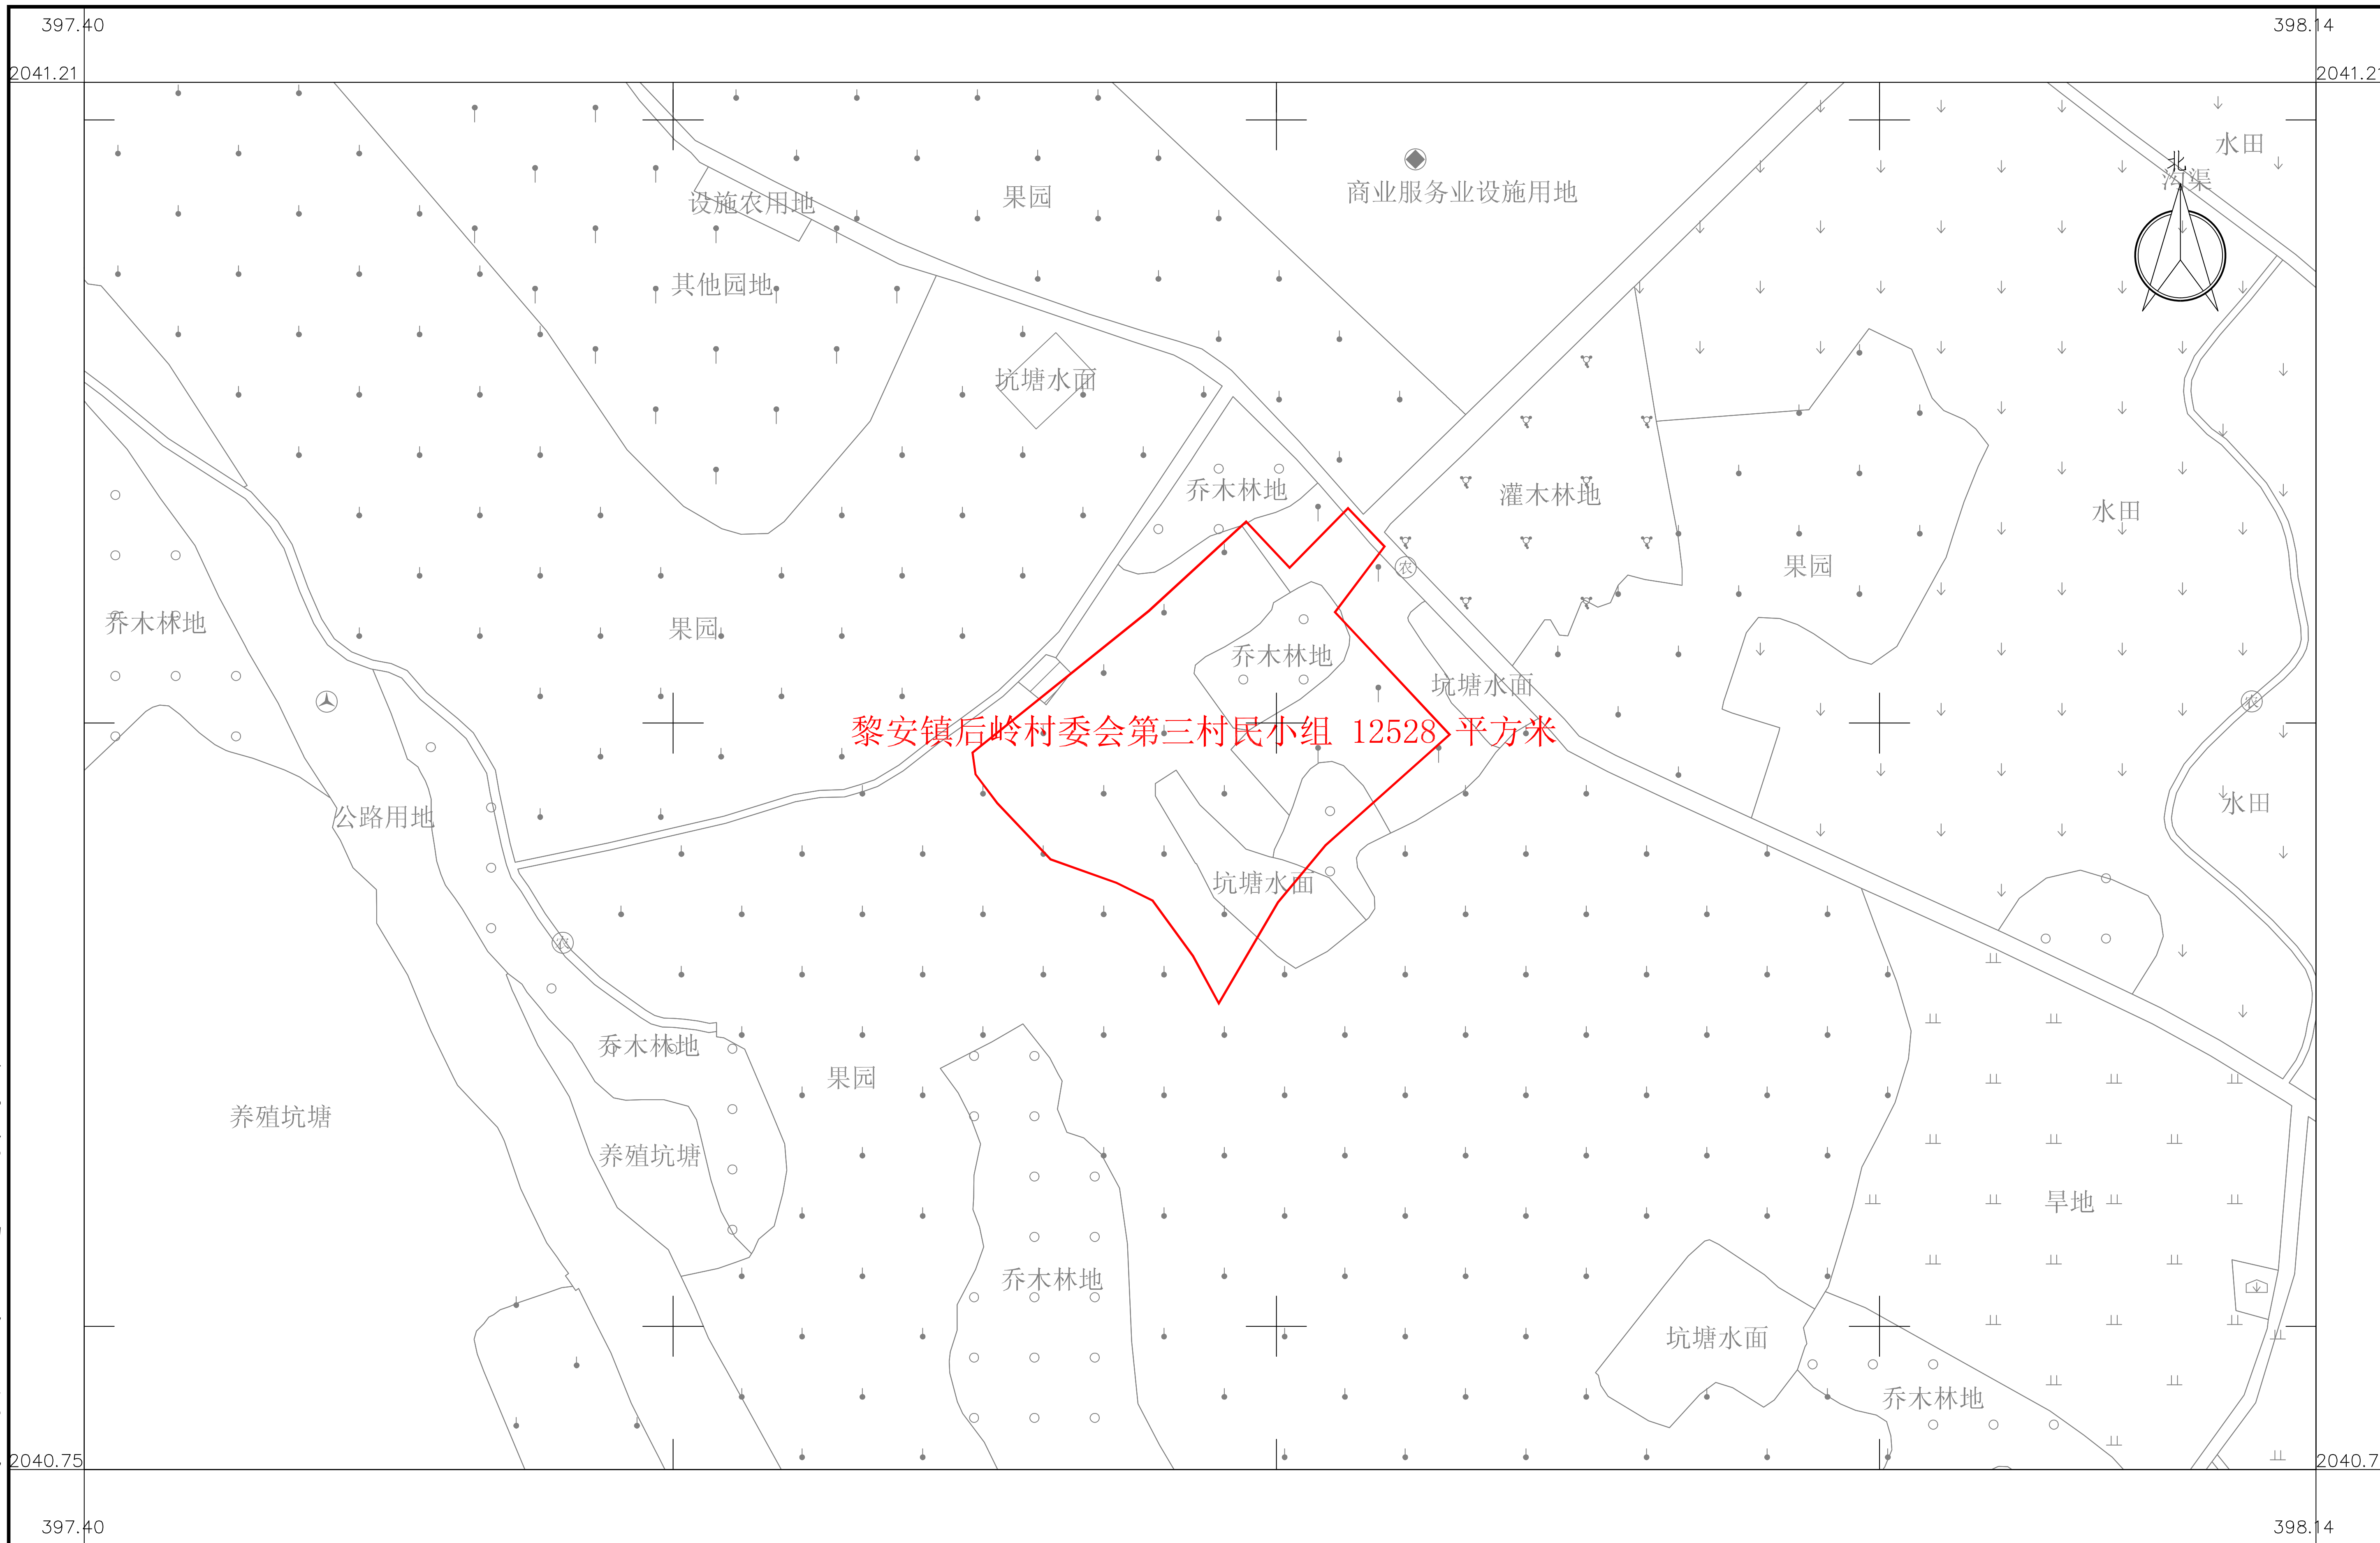 397.40
398.14
2041.21
2041.21
水田
北
沟渠
商业服务业设施用地
果园
设施农用地
其他园地
坑塘水面
乔木林地
灌木林地
水田
果园
农
乔木林地
果园
乔木林地
坑塘水面
农
黎安镇后岭村委会第三村民小组 12528 平方米
水田
公路用地
坑塘水面
农
乔木林地
果园
养殖坑塘
养殖坑塘
旱地
乔木林地
坑塘水面
乔木林地
2040.75
2040.7
397.40
398.14